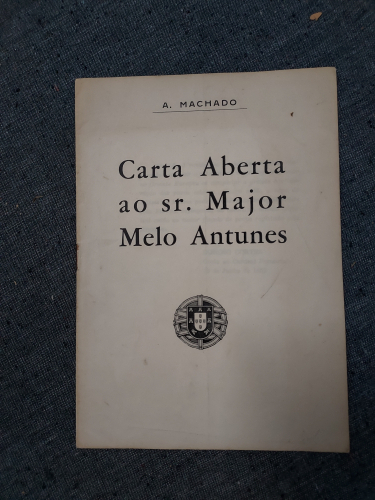 A. MACHADO
Carta Aberta
ao sr. Major
Melo Antunes